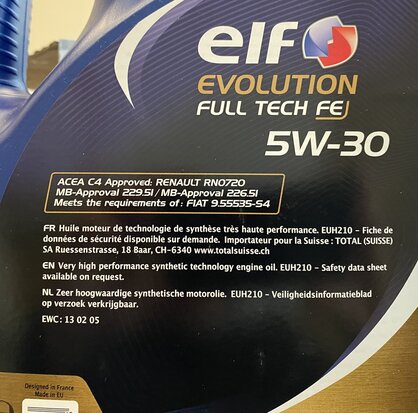 elf
EVOLUTION
FULL TECH FEJ
5W-30
ACEA C4 Approved: RENAULT RN0720
MB-Approval 229.51/MB-Approval 226.51
Meets the requirements of: FIAT 9.55535-S4
FR Huile moteur de technologie de synthèse très haute performance. EUH210 - Fiche de
données de sécurité disponible sur demande. Importateur pour la Suisse : TOTAL (SUISSE)
SA Ruessenstrasse, 18 Baar, CH-6340 www.totalsuisse.ch
EN Very high performance synthetic technology engine oil. EUH210 - Safety data sheet
available on request.
NL Zeer hoogwaardige synthetische motorolie. EUH210 - Veiligheidsinformatieblad
op verzoek verkrijgbaar.
EWC : 13 02 05
Designed in France
Made in EU